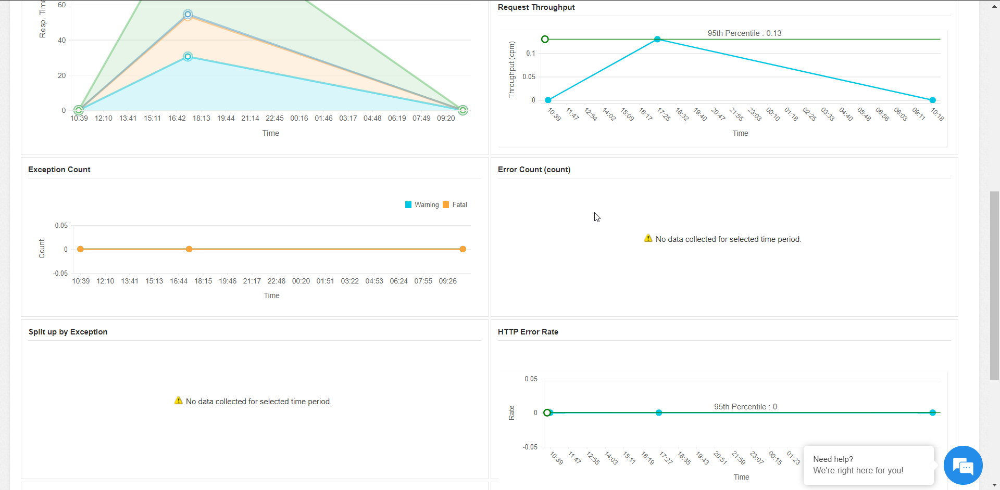 60
40
20
0
Resp. Time
10:39 12:10 13:41 15:11 16:42 18:13 19:44 21:14 22:45 00:16 01:46 03:17 04:48 06:19 07:49 09:20
Time
Request Throughput
95th Percentile : 0.13
0.1
0.05
0
Throughput (cpm)
10:39 11:47 12:54 14:02 15:09 16:17 17:25 18:32 19:40 20:47 21:55 23:03 00:10 01:18 02:25 03:33 04:40 05:48 06:56 08:03 09:11 10:18
Time
Exception Count
Warning Fatal
0.05
0
-0.05
Count
10:39 12:10 13:41 15:13 16:44 18:15 19:46 21:17 22:48 00:20 01:51 03:22 04:53 06:24 07:55 09:26
Time
Error Count (count)
No data collected for selected time period.
Split up by Exception
No data collected for selected time period.
HTTP Error Rate
0.05
95th Percentile : 0
0
-0.05
Rate
10:39 11:47 12:55 14:03 15:11 16:19 17:27 18:35 19:43 20:51 21:59 23:07 00:15 01:23
Time
Need help?
We're right here for you!